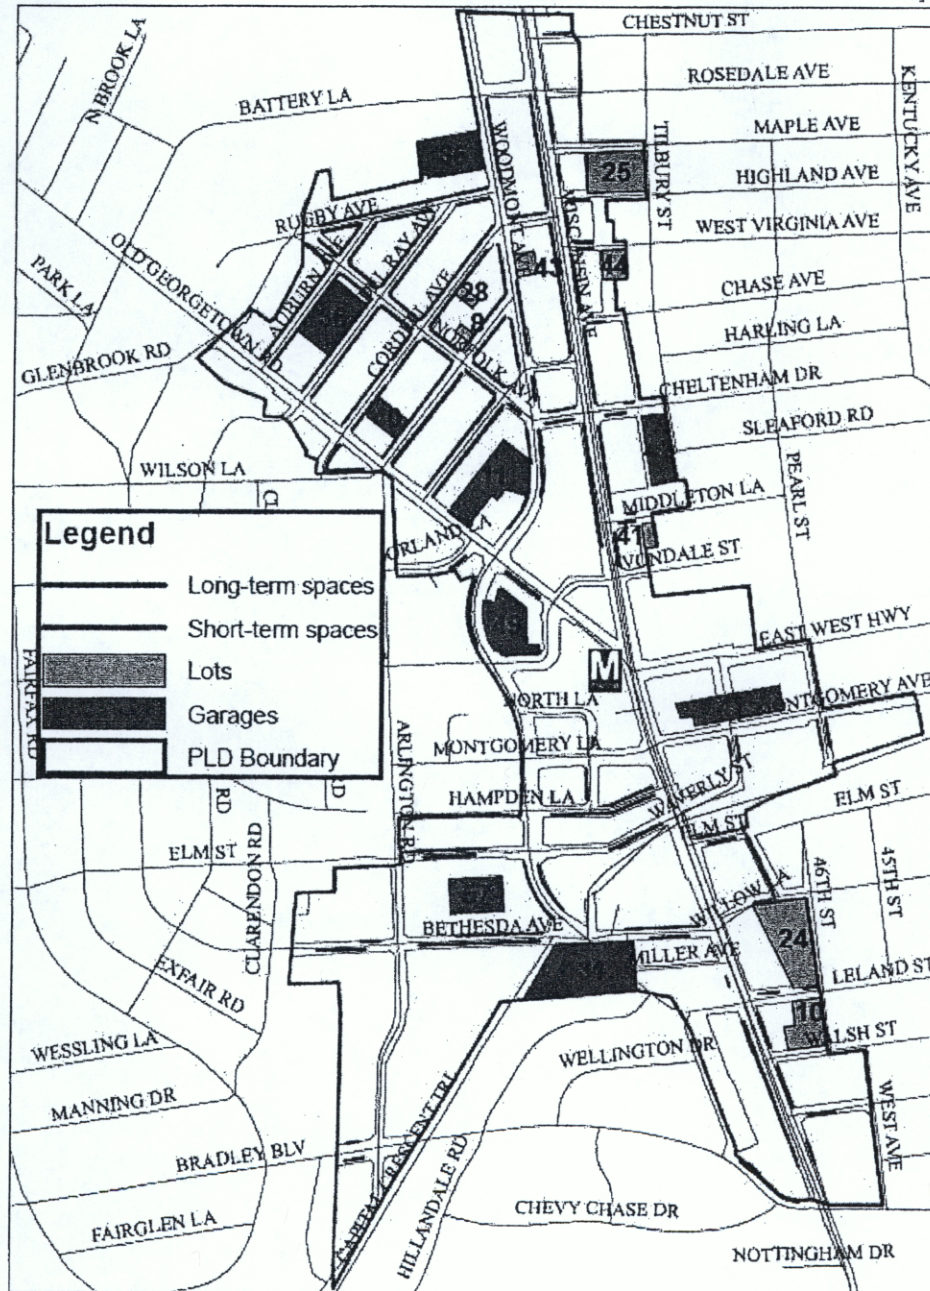 CHESTNUT ST
N BROOK LA
ROSEDALE AVE
KENTUCKY AVE
BATTERY LA
MAPLE AVE
WOODMONT AVE
TILBURY ST
25
HIGHLAND AVE
RUGBY AVE
WEST VIRGINIA AVE
OLD GEORGETOWN RD
AUBURN AVE
DEL RAY AVE
WISCONSIN AVE
43
44
PARK LA
CHASE AVE
28
8
CORDELL AVE
NORFOLK
HARLING LA
GLENBROOK RD
CHELTENHAM DR
SLEAFORD RD
WILSON LA
PEARL ST
MIDDLETON LA
CL
11
41
ORLAND LA
AVONDALE ST
Legend
Long-term spaces
Short-term spaces
Lots
Garages
PLD Boundary
49
EAST WEST HWY
M
FAIRFAX RD
NORTH LA
MONTGOMERY AVE
ARLINGTON RD
MONTGOMERY LA
RD
RD
HAMPDEN LA
WAVERLY ST
ELM ST
ELM ST
ELM ST
CLARENDON RD
46TH ST
45TH ST
57
WILLOW LA
BETHESDA AVE
24
EXFAIR RD
31
MILLER AVE
LELAND ST
10
WALSH ST
WESSLING LA
WELLINGTON DR
MANNING DR
WEST AVE
BRADLEY BLV
CAPITAL CRESCENT TRL
HILLANDALE RD
CHEVY CHASE DR
FAIRGLEN LA
NOTTINGHAM DR